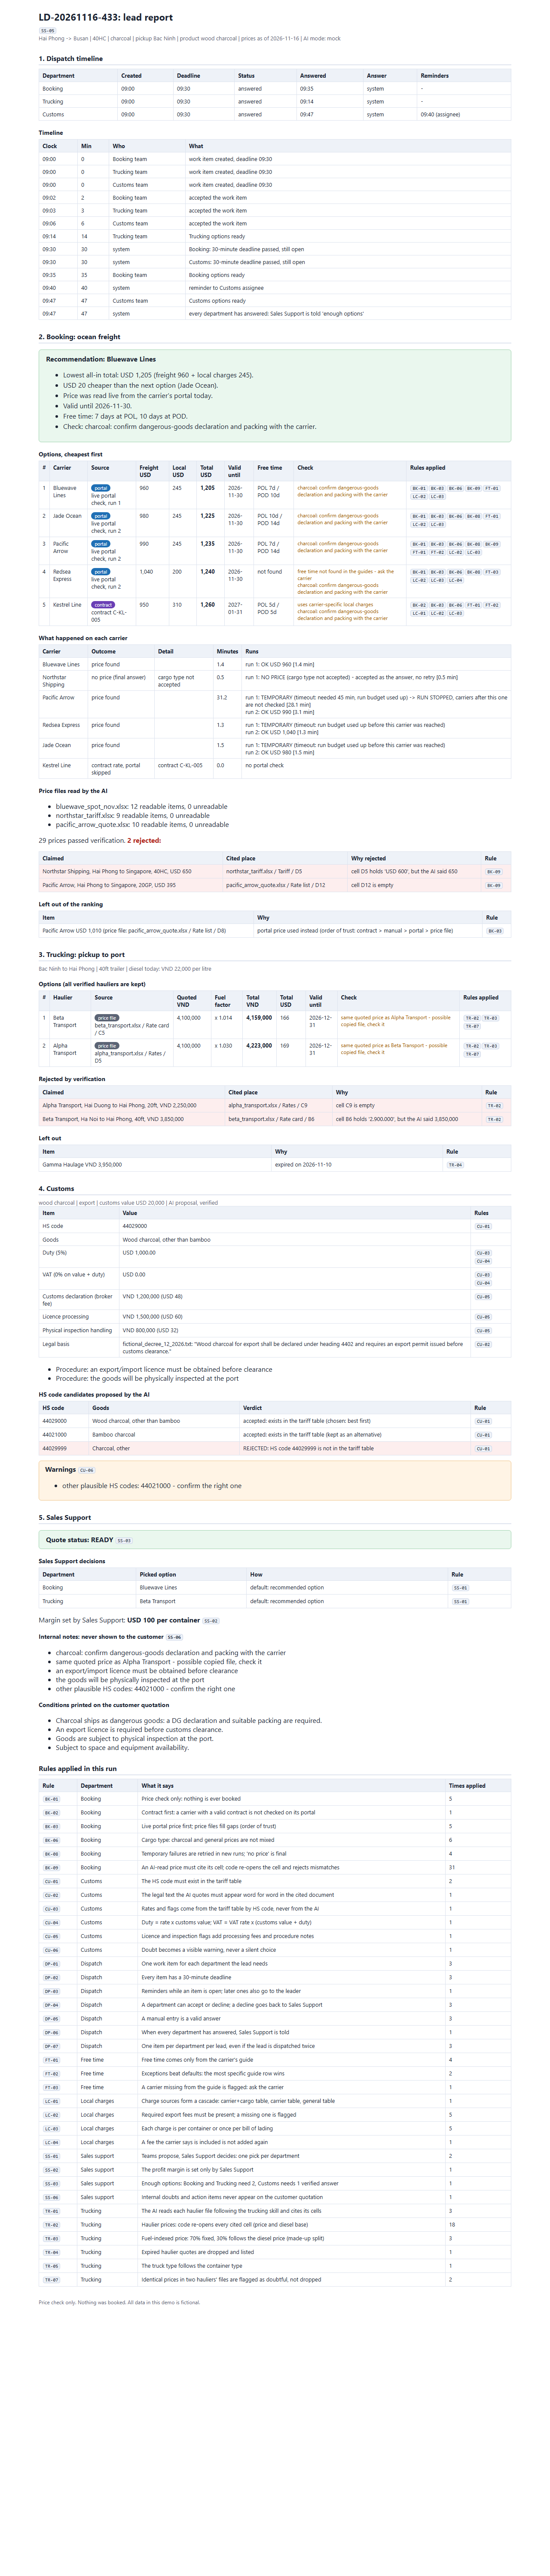 LD-20261116-433: lead report
SS-05
Hai Phong -> Busan | 40HC | charcoal | pickup Bac Ninh | product wood charcoal | prices as of 2026-11-16 | AI mode: mock
1. Dispatch timeline
Department Created Deadline Status Answered Answer Reminders
Booking 09:00 09:30 answered 09:35 system -
Trucking 09:00 09:30 answered 09:14 system -
Customs 09:00 09:30 answered 09:47 system 09:40 (assignee)
Timeline
Clock Min Who What
09:00 0 Booking team work item created, deadline 09:30
09:00 0 Trucking team work item created, deadline 09:30
09:00 0 Customs team work item created, deadline 09:30
09:02 2 Booking team accepted the work item
09:03 3 Trucking team accepted the work item
09:06 6 Customs team accepted the work item
09:14 14 Trucking team Trucking options ready
09:30 30 system Booking: 30-minute deadline passed, still open
09:30 30 system Customs: 30-minute deadline passed, still open
09:35 35 Booking team Booking options ready
09:40 40 system reminder to Customs assignee
09:47 47 Customs team Customs options ready
09:47 47 system every department has answered: Sales Support is told 'enough options'
2. Booking: ocean freight
Recommendation: Bluewave Lines
• Lowest all-in total: USD 1,205 (freight 960 + local charges 245).
• USD 20 cheaper than the next option (Jade Ocean).
• Price was read live from the carrier's portal today.
• Valid until 2026-11-30.
• Free time: 7 days at POL, 10 days at POD.
• Check: charcoal: confirm dangerous-goods declaration and packing with the carrier.
Options, cheapest first
# Carrier Source Freight USD Local USD Total USD Valid until Free time Check Rules applied
1 Bluewave Lines portal live portal check, run 1 960 245 1,205 2026-11-30 POL 7d / POD 10d charcoal: confirm dangerous-goods declaration and packing with the carrier BK-01 BK-03 BK-06 BK-09 FT-01 LC-02 LC-03
2 Jade Ocean portal live portal check, run 2 980 245 1,225 2026-11-30 POL 10d / POD 14d charcoal: confirm dangerous-goods declaration and packing with the carrier BK-01 BK-03 BK-06 BK-08 FT-01 LC-02 LC-03
3 Pacific Arrow portal live portal check, run 2 990 245 1,235 2026-11-30 POL 7d / POD 14d charcoal: confirm dangerous-goods declaration and packing with the carrier BK-01 BK-03 BK-06 BK-08 BK-09 FT-01 FT-02 LC-02 LC-03
4 Redsea Express portal live portal check, run 2 1,040 200 1,240 2026-11-30 not found free time not found in the guides - ask the carrier charcoal: confirm dangerous-goods declaration and packing with the carrier BK-01 BK-03 BK-06 BK-08 FT-03 LC-02 LC-03 LC-04
5 Kestrel Line contract contract C-KL-005 950 310 1,260 2027-01-31 POL 5d / POD 5d uses carrier-specific local charges charcoal: confirm dangerous-goods declaration and packing with the carrier BK-02 BK-03 BK-06 FT-01 FT-02 LC-01 LC-02 LC-03
What happened on each carrier
Carrier Outcome Detail Minutes Runs
Bluewave Lines price found 1.4 run 1: OK USD 960 [1.4 min]
Northstar Shipping no price (final answer) cargo type not accepted 0.5 run 1: NO PRICE (cargo type not accepted) - accepted as the answer, no retry [0.5 min]
Pacific Arrow price found 31.2 run 1: TEMPORARY (timeout: needed 45 min, run budget used up) -> RUN STOPPED, carriers after this one are not checked [28.1 min]
run 2: OK USD 990 [3.1 min]
Redsea Express price found 1.3 run 1: TEMPORARY (timeout: run budget used up before this carrier was reached)
run 2: OK USD 1,040 [1.3 min]
Jade Ocean price found 1.5 run 1: TEMPORARY (timeout: run budget used up before this carrier was reached)
run 2: OK USD 980 [1.5 min]
Kestrel Line contract rate, portal skipped contract C-KL-005 0.0 no portal check
Price files read by the AI
• bluewave_spot_nov.xlsx: 12 readable items, 0 unreadable
• northstar_tariff.xlsx: 9 readable items, 0 unreadable
• pacific_arrow_quote.xlsx: 10 readable items, 0 unreadable
29 prices passed verification. 2 rejected:
Claimed Cited place Why rejected Rule
Northstar Shipping, Hai Phong to Singapore, 40HC, USD 650 northstar_tariff.xlsx / Tariff / D5 cell D5 holds 'USD 600', but the AI said 650 BK-09
Pacific Arrow, Hai Phong to Singapore, 20GP, USD 395 pacific_arrow_quote.xlsx / Rate list / D12 cell D12 is empty BK-09
Left out of the ranking
Item Why Rule
Pacific Arrow USD 1,010 (price file: pacific_arrow_quote.xlsx / Rate list / D8) portal price used instead (order of trust: contract > manual > portal > price file) BK-03
3. Trucking: pickup to port
Bac Ninh to Hai Phong | 40ft trailer | diesel today: VND 22,000 per litre
Options (all verified hauliers are kept)
# Haulier Source Quoted VND Fuel factor Total VND Total USD Valid until Check Rules applied
1 Beta Transport price file beta_transport.xlsx / Rate card / C5 4,100,000 x 1.014 4,159,000 166 2026-12-31 same quoted price as Alpha Transport - possible copied file, check it TR-02 TR-03 TR-07
2 Alpha Transport price file alpha_transport.xlsx / Rates / D5 4,100,000 x 1.030 4,223,000 169 2026-12-31 same quoted price as Beta Transport - possible copied file, check it TR-02 TR-03 TR-07
Rejected by verification
Claimed Cited place Why Rule
Alpha Transport, Hai Duong to Hai Phong, 20ft, VND 2,250,000 alpha_transport.xlsx / Rates / C9 cell C9 is empty TR-02
Beta Transport, Ha Noi to Hai Phong, 40ft, VND 3,850,000 beta_transport.xlsx / Rate card / B6 cell B6 holds '2,900,000', but the AI said 3,850,000 TR-02
Left out
Item Why Rule
Gamma Haulage VND 3,950,000 expired on 2026-11-10 TR-04
4. Customs
wood charcoal | export | customs value USD 20,000 | AI proposal, verified
Item Value Rules
HS code 44029000 CU-01
Goods Wood charcoal, other than bamboo
Duty (5%) USD 1,000.00 CU-03 CU-04
VAT (0% on value + duty) USD 0.00 CU-03 CU-04
Customs declaration (broker fee) VND 1,200,000 (USD 48) CU-05
Licence processing VND 1,500,000 (USD 60) CU-05
Physical inspection handling VND 800,000 (USD 32) CU-05
Legal basis fictional_decree_12_2026.txt: "Wood charcoal for export shall be declared under heading 4402 and requires an export permit issued before customs clearance." CU-02
• Procedure: an export/import licence must be obtained before clearance
• Procedure: the goods will be physically inspected at the port
HS code candidates proposed by the AI
HS code Goods Verdict Rule
44029000 Wood charcoal, other than bamboo accepted: exists in the tariff table (chosen: best first) CU-01
44021000 Bamboo charcoal accepted: exists in the tariff table (kept as an alternative) CU-01
44029999 Charcoal, other REJECTED: HS code 44029999 is not in the tariff table CU-01
Warnings CU-06
• other plausible HS codes: 44021000 - confirm the right one
5. Sales Support
Quote status: READY SS-03
Sales Support decisions
Department Picked option How Rule
Booking Bluewave Lines default: recommended option SS-01
Trucking Beta Transport default: recommended option SS-01
Margin set by Sales Support: USD 100 per container SS-02
Internal notes: never shown to the customer SS-06
• charcoal: confirm dangerous-goods declaration and packing with the carrier
• same quoted price as Alpha Transport - possible copied file, check it
• an export/import licence must be obtained before clearance
• the goods will be physically inspected at the port
• other plausible HS codes: 44021000 - confirm the right one
Conditions printed on the customer quotation
• Charcoal ships as dangerous goods: a DG declaration and suitable packing are required.
• An export licence is required before customs clearance.
• Goods are subject to physical inspection at the port.
• Subject to space and equipment availability.
Rules applied in this run
Rule Department What it says Times applied
BK-01 Booking Price check only: nothing is ever booked 5
BK-02 Booking Contract first: a carrier with a valid contract is not checked on its portal 1
BK-03 Booking Live portal price first; price files fill gaps (order of trust) 5
BK-06 Booking Cargo type: charcoal and general prices are not mixed 6
BK-08 Booking Temporary failures are retried in new runs; 'no price' is final 4
BK-09 Booking An AI-read price must cite its cell; code re-opens the cell and rejects mismatches 31
CU-01 Customs The HS code must exist in the tariff table 2
CU-02 Customs The legal text the AI quotes must appear word for word in the cited document 1
CU-03 Customs Rates and flags come from the tariff table by HS code, never from the AI 1
CU-04 Customs Duty = rate x customs value; VAT = VAT rate x (customs value + duty) 1
CU-05 Customs Licence and inspection flags add processing fees and procedure notes 1
CU-06 Customs Doubt becomes a visible warning, never a silent choice 1
DP-01 Dispatch One work item for each department the lead needs 3
DP-02 Dispatch Every item has a 30-minute deadline 3
DP-03 Dispatch Reminders while an item is open; later ones also go to the leader 1
DP-04 Dispatch A department can accept or decline; a decline goes back to Sales Support 3
DP-05 Dispatch A manual entry is a valid answer 3
DP-06 Dispatch When every department has answered, Sales Support is told 1
DP-07 Dispatch One item per department per lead, even if the lead is dispatched twice 3
FT-01 Free time Free time comes only from the carrier's guide 4
FT-02 Free time Exceptions beat defaults: the most specific guide row wins 2
FT-03 Free time A carrier missing from the guide is flagged: ask the carrier 1
LC-01 Local charges Charge sources form a cascade: carrier+cargo table, carrier table, general table 1
LC-02 Local charges Required export fees must be present; a missing one is flagged 5
LC-03 Local charges Each charge is per container or once per bill of lading 5
LC-04 Local charges A fee the carrier says is included is not added again 1
SS-01 Sales support Teams propose, Sales Support decides: one pick per department 2
SS-02 Sales support The profit margin is set only by Sales Support 1
SS-03 Sales support Enough options: Booking and Trucking need 2, Customs needs 1 verified answer 1
SS-06 Sales support Internal doubts and action items never appear on the customer quotation 1
TR-01 Trucking The AI reads each haulier file following the trucking skill and cites its cells 3
TR-02 Trucking Haulier prices: code re-opens every cited cell (price and diesel base) 18
TR-03 Trucking Fuel-indexed price: 70% fixed, 30% follows the diesel price (made-up split) 3
TR-04 Trucking Expired haulier quotes are dropped and listed 1
TR-05 Trucking The truck type follows the container type 1
TR-07 Trucking Identical prices in two hauliers' files are flagged as doubtful, not dropped 2
Price check only. Nothing was booked. All data in this demo is fictional.